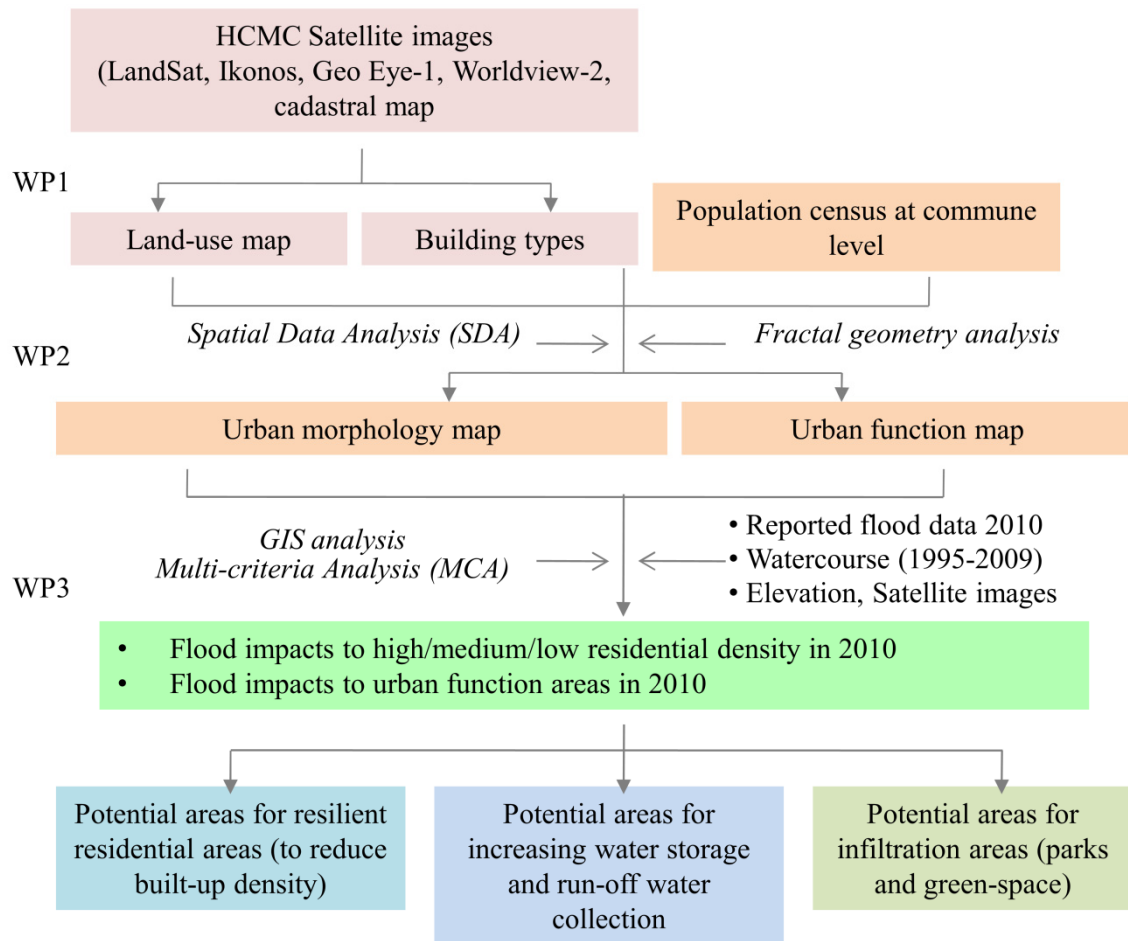 HCMC Satellite images
(LandSat, Ikonos, Geo Eye-1, Worldview-2,
cadastral map
WP1
Land-use map
Building types
Population census at commune
level
Spatial Data Analysis (SDA)
Fractal geometry analysis
WP2
Urban morphology map
Urban function map
GIS analysis
Multi-criteria Analysis (MCA)
• Reported flood data 2010
• Watercourse (1995-2009)
• Elevation, Satellite images
WP3
• Flood impacts to high/medium/low residential density in 2010
• Flood impacts to urban function areas in 2010
Potential areas for resilient
residential areas (to reduce
built-up density)
Potential areas for
increasing water storage
and run-off water
collection
Potential areas for
infiltration areas (parks
and green-space)